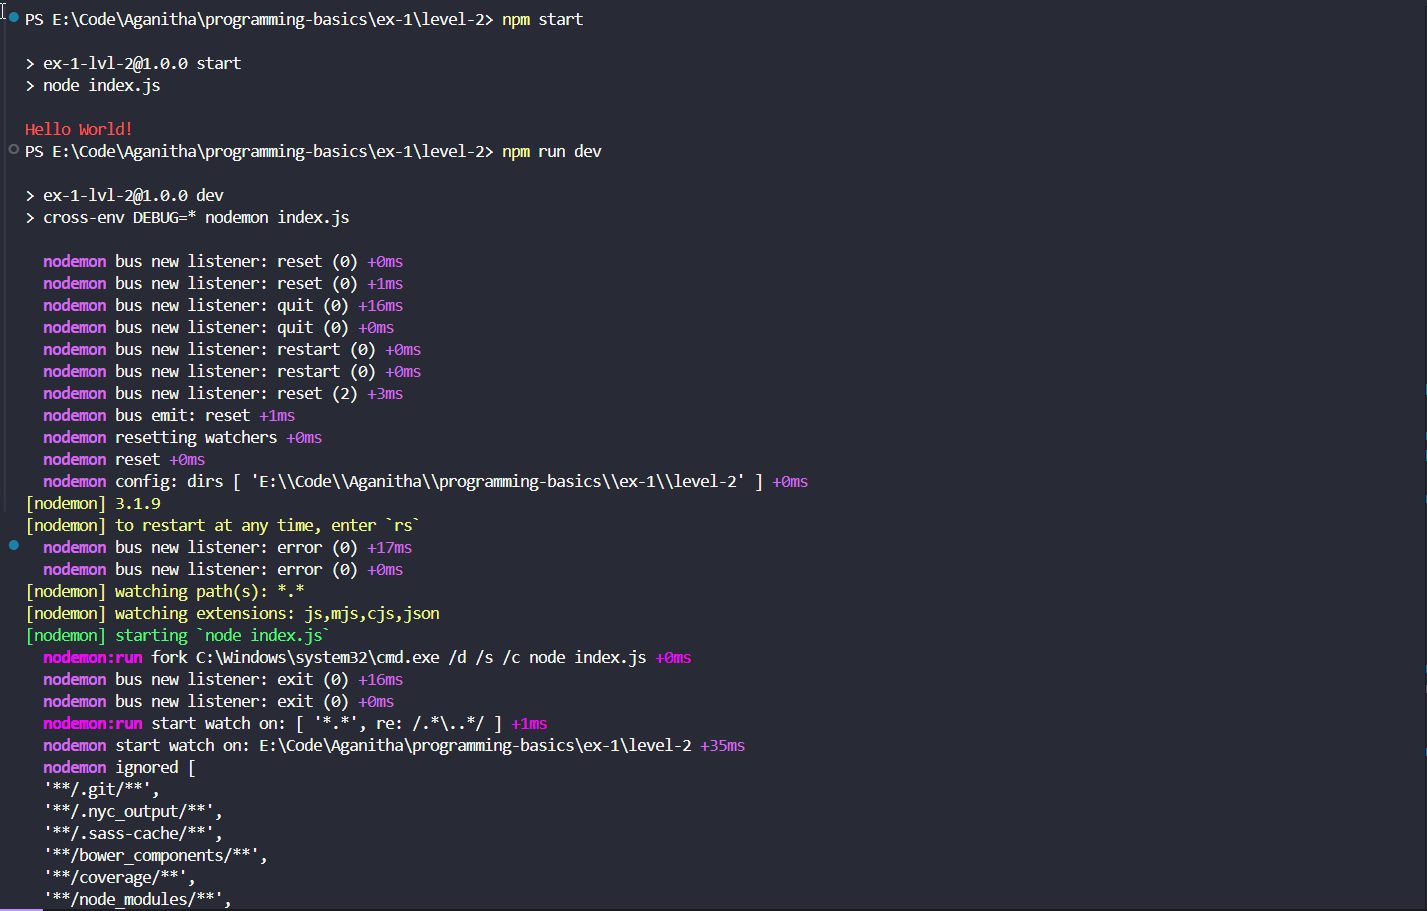 PS E:\Code\Aganitha\programming-basics\ex-1\level-2> npm start
> ex-1-lvl-2@1.0.0 start
> node index.js
Hello World!
PS E:\Code\Aganitha\programming-basics\ex-1\level-2> npm run dev
> ex-1-lvl-2@1.0.0 dev
> cross-env DEBUG=* nodemon index.js
nodemon bus new listener: reset (0) +0ms
nodemon bus new listener: reset (0) +1ms
nodemon bus new listener: quit (0) +16ms
nodemon bus new listener: quit (0) +0ms
nodemon bus new listener: restart (0) +0ms
nodemon bus new listener: restart (0) +0ms
nodemon bus new listener: reset (2) +3ms
nodemon bus emit: reset +1ms
nodemon resetting watchers +0ms
nodemon reset +0ms
nodemon config: dirs [ 'E:\\Code\\Aganitha\\programming-basics\\ex-1\\level-2' ] +0ms
[nodemon] 3.1.9
[nodemon] to restart at any time, enter `rs`
nodemon bus new listener: error (0) +17ms
nodemon bus new listener: error (0) +0ms
[nodemon] watching path(s): *.*
[nodemon] watching extensions: js,mjs,cjs,json
[nodemon] starting `node index.js`
nodemon:run fork C:\Windows\system32\cmd.exe /d /s /c node index.js +0ms
nodemon bus new listener: exit (0) +16ms
nodemon bus new listener: exit (0) +0ms
nodemon:run start watch on: [ '*.*', re: /.*\..*/ ] +1ms
nodemon start watch on: E:\Code\Aganitha\programming-basics\ex-1\level-2 +35ms
nodemon ignored [
'**/.git/**',
'**/.nyc_output/**',
'**/.sass-cache/**',
'**/bower_components/**',
'**/coverage/**',
'**/node_modules/**',